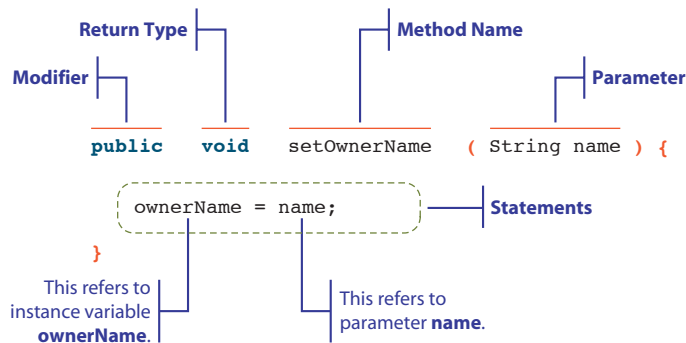 Return Type
Method Name
Modifier
Parameter
public void setOwnerName ( String name ) {
ownerName = name;
Statements
}
This refers to
instance variable
ownerName.
This refers to
parameter name.